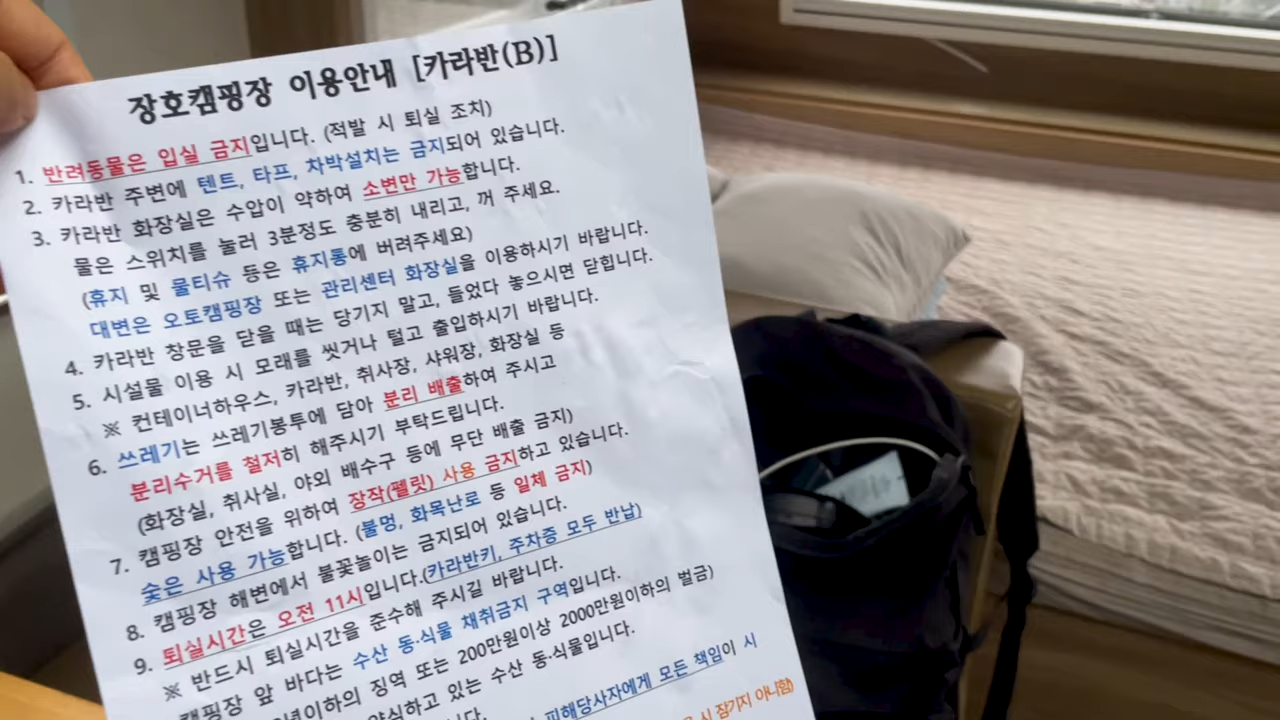 장호캠핑장 이용안내 [카라반(B)]
1. 반려동물은 입실 금지입니다. (적발 시 퇴실 조치)
2. 카라반 주변에 텐트, 타프, 차박설치는 금지되어 있습니다.
3. 카라반 화장실은 수압이 약하여 소변만 가능합니다.
물은 스위치를 눌러 3분정도 충분히 내리고, 꺼 주세요.
(휴지 및 물티슈 등은 휴지통에 버려주세요)
대변은 오토캠핑장 또는 관리센터 화장실을 이용하시기 바랍니다.
4. 카라반 창문을 닫을 때는 당기지 말고, 들었다 놓으시면 닫힙니다.
5. 시설물 이용 시 모래를 씻거나 털고 출입하시기 바랍니다.
※ 컨테이너하우스, 카라반, 취사장, 샤워장, 화장실 등
6. 쓰레기는 쓰레기봉투에 담아 분리 배출하여 주시고
분리수거를 철저히 해주시기 부탁드립니다.
(화장실, 취사실, 야외 배수구 등에 무단 배출 금지)
7. 캠핑장 안전을 위하여 장작(펠릿) 사용 금지하고 있습니다.
숯은 사용 가능합니다. (불멍, 화목난로 등 일체 금지)
8. 캠핑장 해변에서 불꽃놀이는 금지되어 있습니다.
9. 퇴실시간은 오전 11시입니다.(카라반키, 주차증 모두 반납)
※ 반드시 퇴실시간을 준수해 주시길 바랍니다.
캠핑장 앞 바다는 수산 동·식물 채취금지 구역입니다.
이하의 징역 또는 200만원이상 2000만원이하의 벌금)
양식하고 있는 수산 동·식물입니다.
피해당사자에게 모든 책임이 시
시 잠기지 아니함)